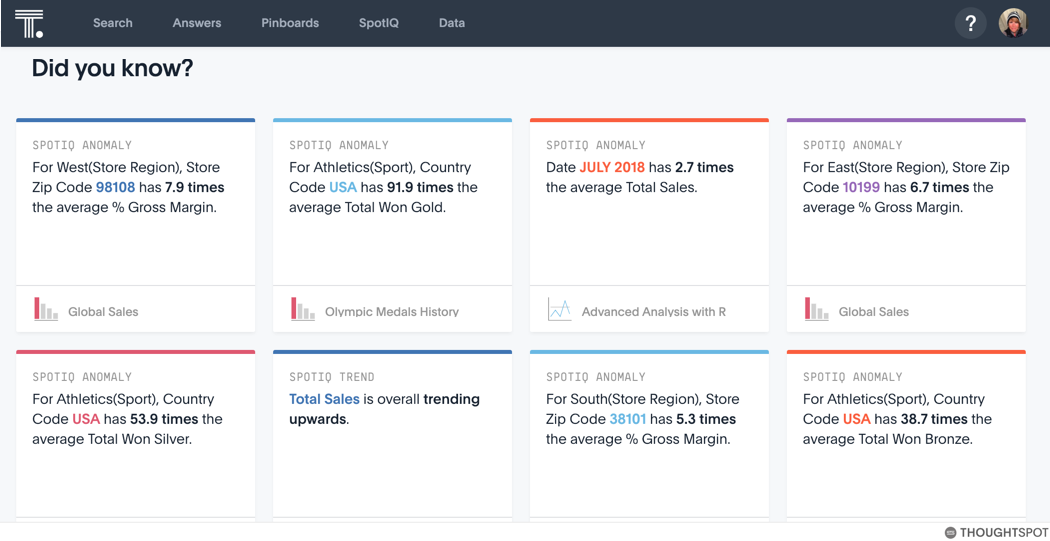 T.
Search Answers Pinboards SpotIQ Data ?
Did you know?
SPOTIQ ANOMALY
For West(Store Region), Store
Zip Code 98108 has 7.9 times
the average % Gross Margin.
Global Sales
SPOTIQ ANOMALY
For Athletics(Sport), Country
Code USA has 91.9 times the
average Total Won Gold.
Olympic Medals History
SPOTIQ ANOMALY
Date JULY 2018 has 2.7 times
the average Total Sales.
Advanced Analysis with R
SPOTIQ ANOMALY
For East(Store Region), Store Zip
Code 10199 has 6.7 times the
average % Gross Margin.
Global Sales
SPOTIQ ANOMALY
For Athletics(Sport), Country
Code USA has 53.9 times the
average Total Won Silver.
SPOTIQ TREND
Total Sales is overall trending
upwards.
SPOTIQ ANOMALY
For South(Store Region), Store
Zip Code 38101 has 5.3 times
the average % Gross Margin.
SPOTIQ ANOMALY
For Athletics(Sport), Country
Code USA has 38.7 times the
average Total Won Bronze.
THOUGHTSPOT